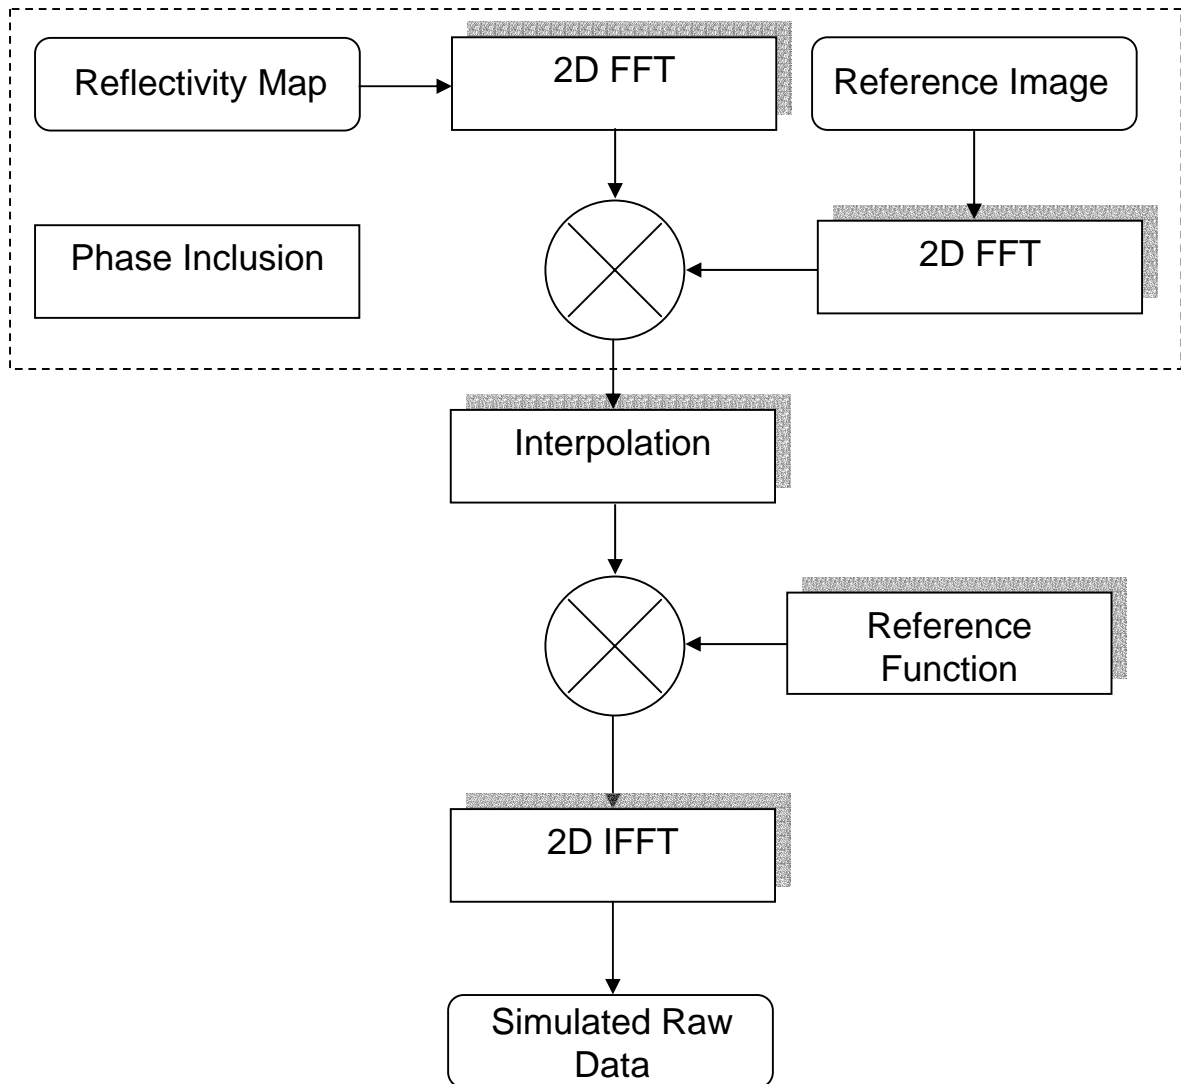 Reflectivity Map
2D FFT
Reference Image
Phase Inclusion
2D FFT
Interpolation
Reference
Function
2D IFFT
Simulated Raw
Data